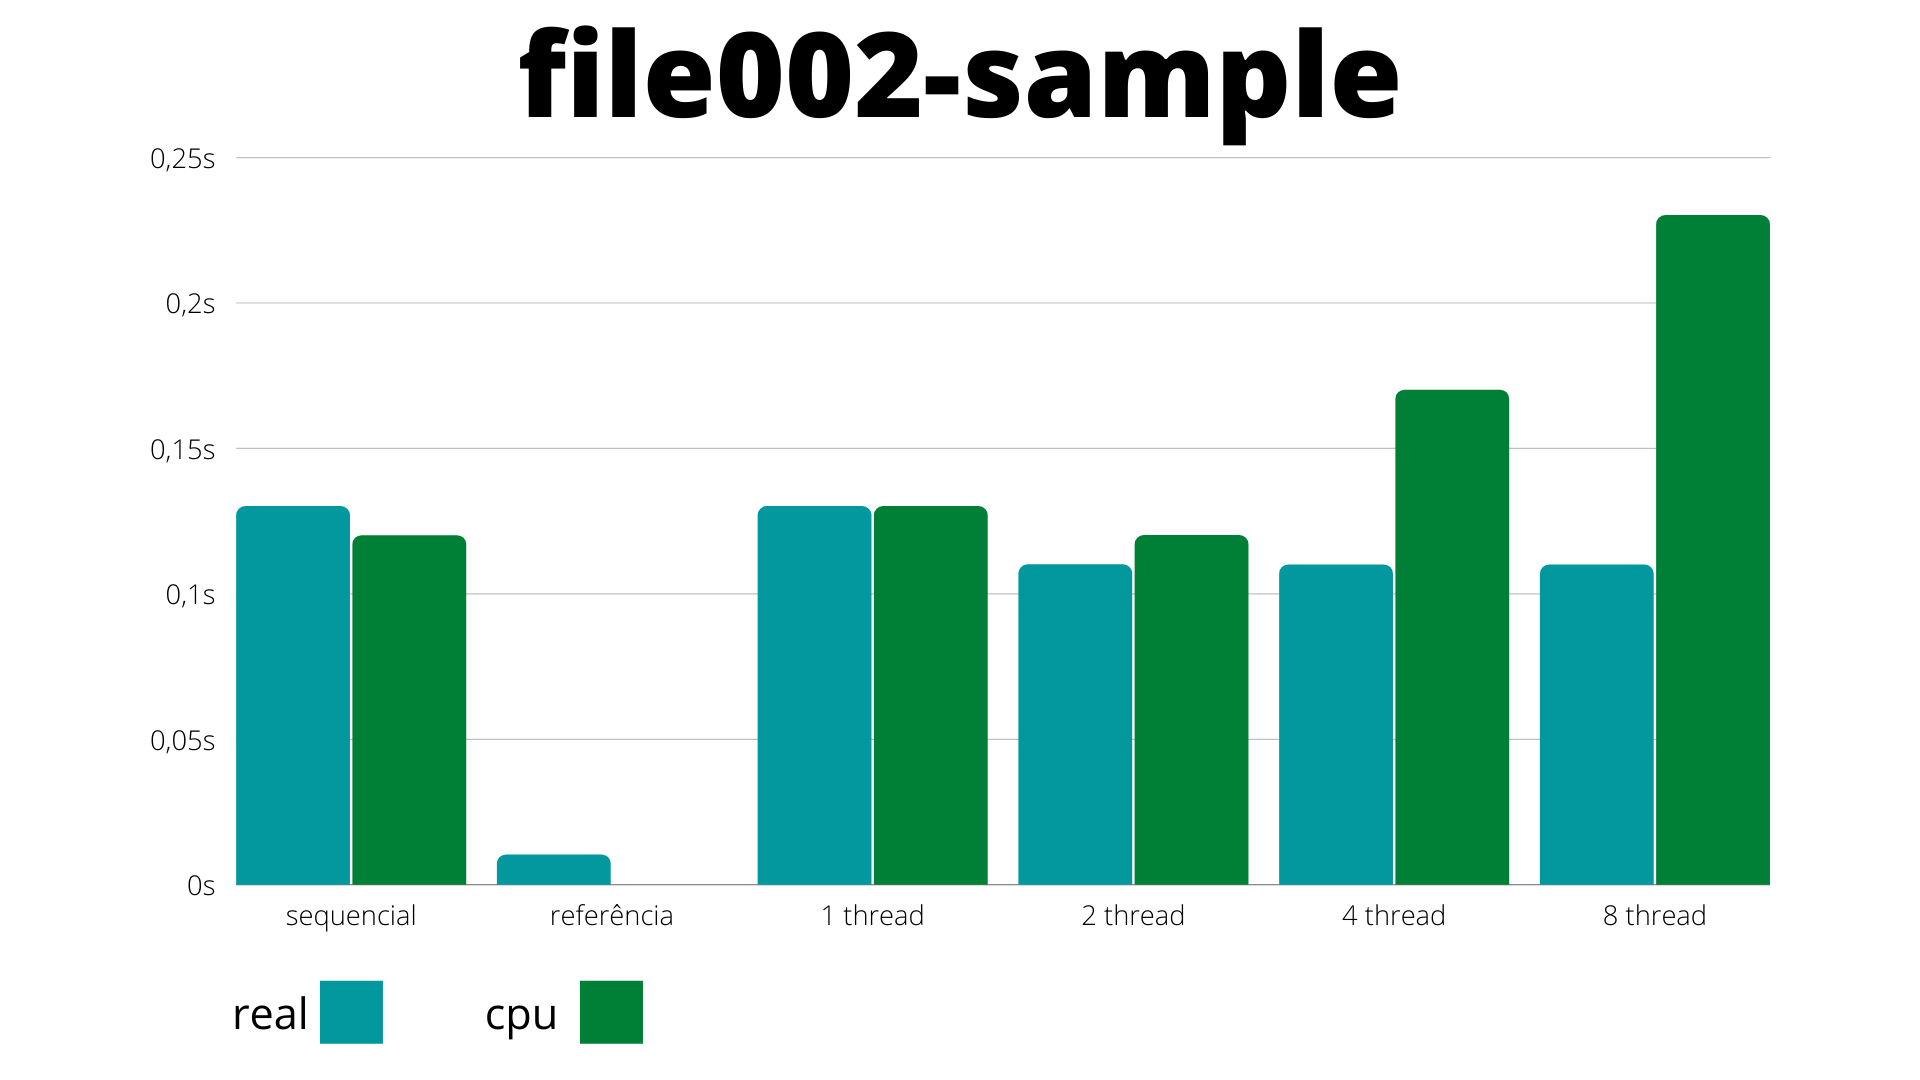 file002-sample
0,25s
0,2s
0,15s
0,1s
0,05s
0s
sequencial referência 1 thread 2 thread 4 thread 8 thread
real cpu